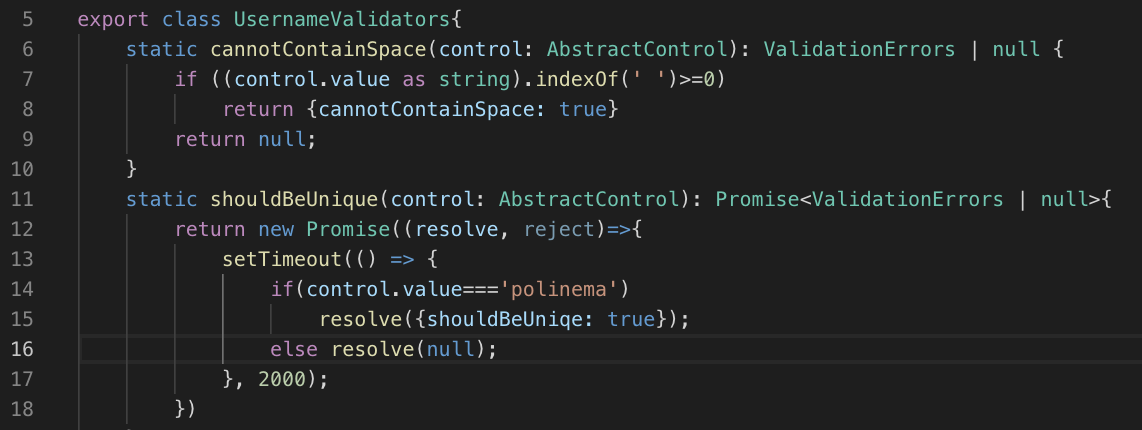 5 export class UsernameValidators{
6 static cannotContainSpace(control: AbstractControl): ValidationErrors | null {
7 if ((control.value as string).indexOf(' ')>=0)
8 return {cannotContainSpace: true}
9 return null;
10 }
11 static shouldBeUnique(control: AbstractControl): Promise<ValidationErrors | null>{
12 return new Promise((resolve, reject)=>{
13 setTimeout(() => {
14 if(control.value==='polinema')
15 resolve({shouldBeUniqe: true});
16 else resolve(null);
17 }, 2000);
18 })